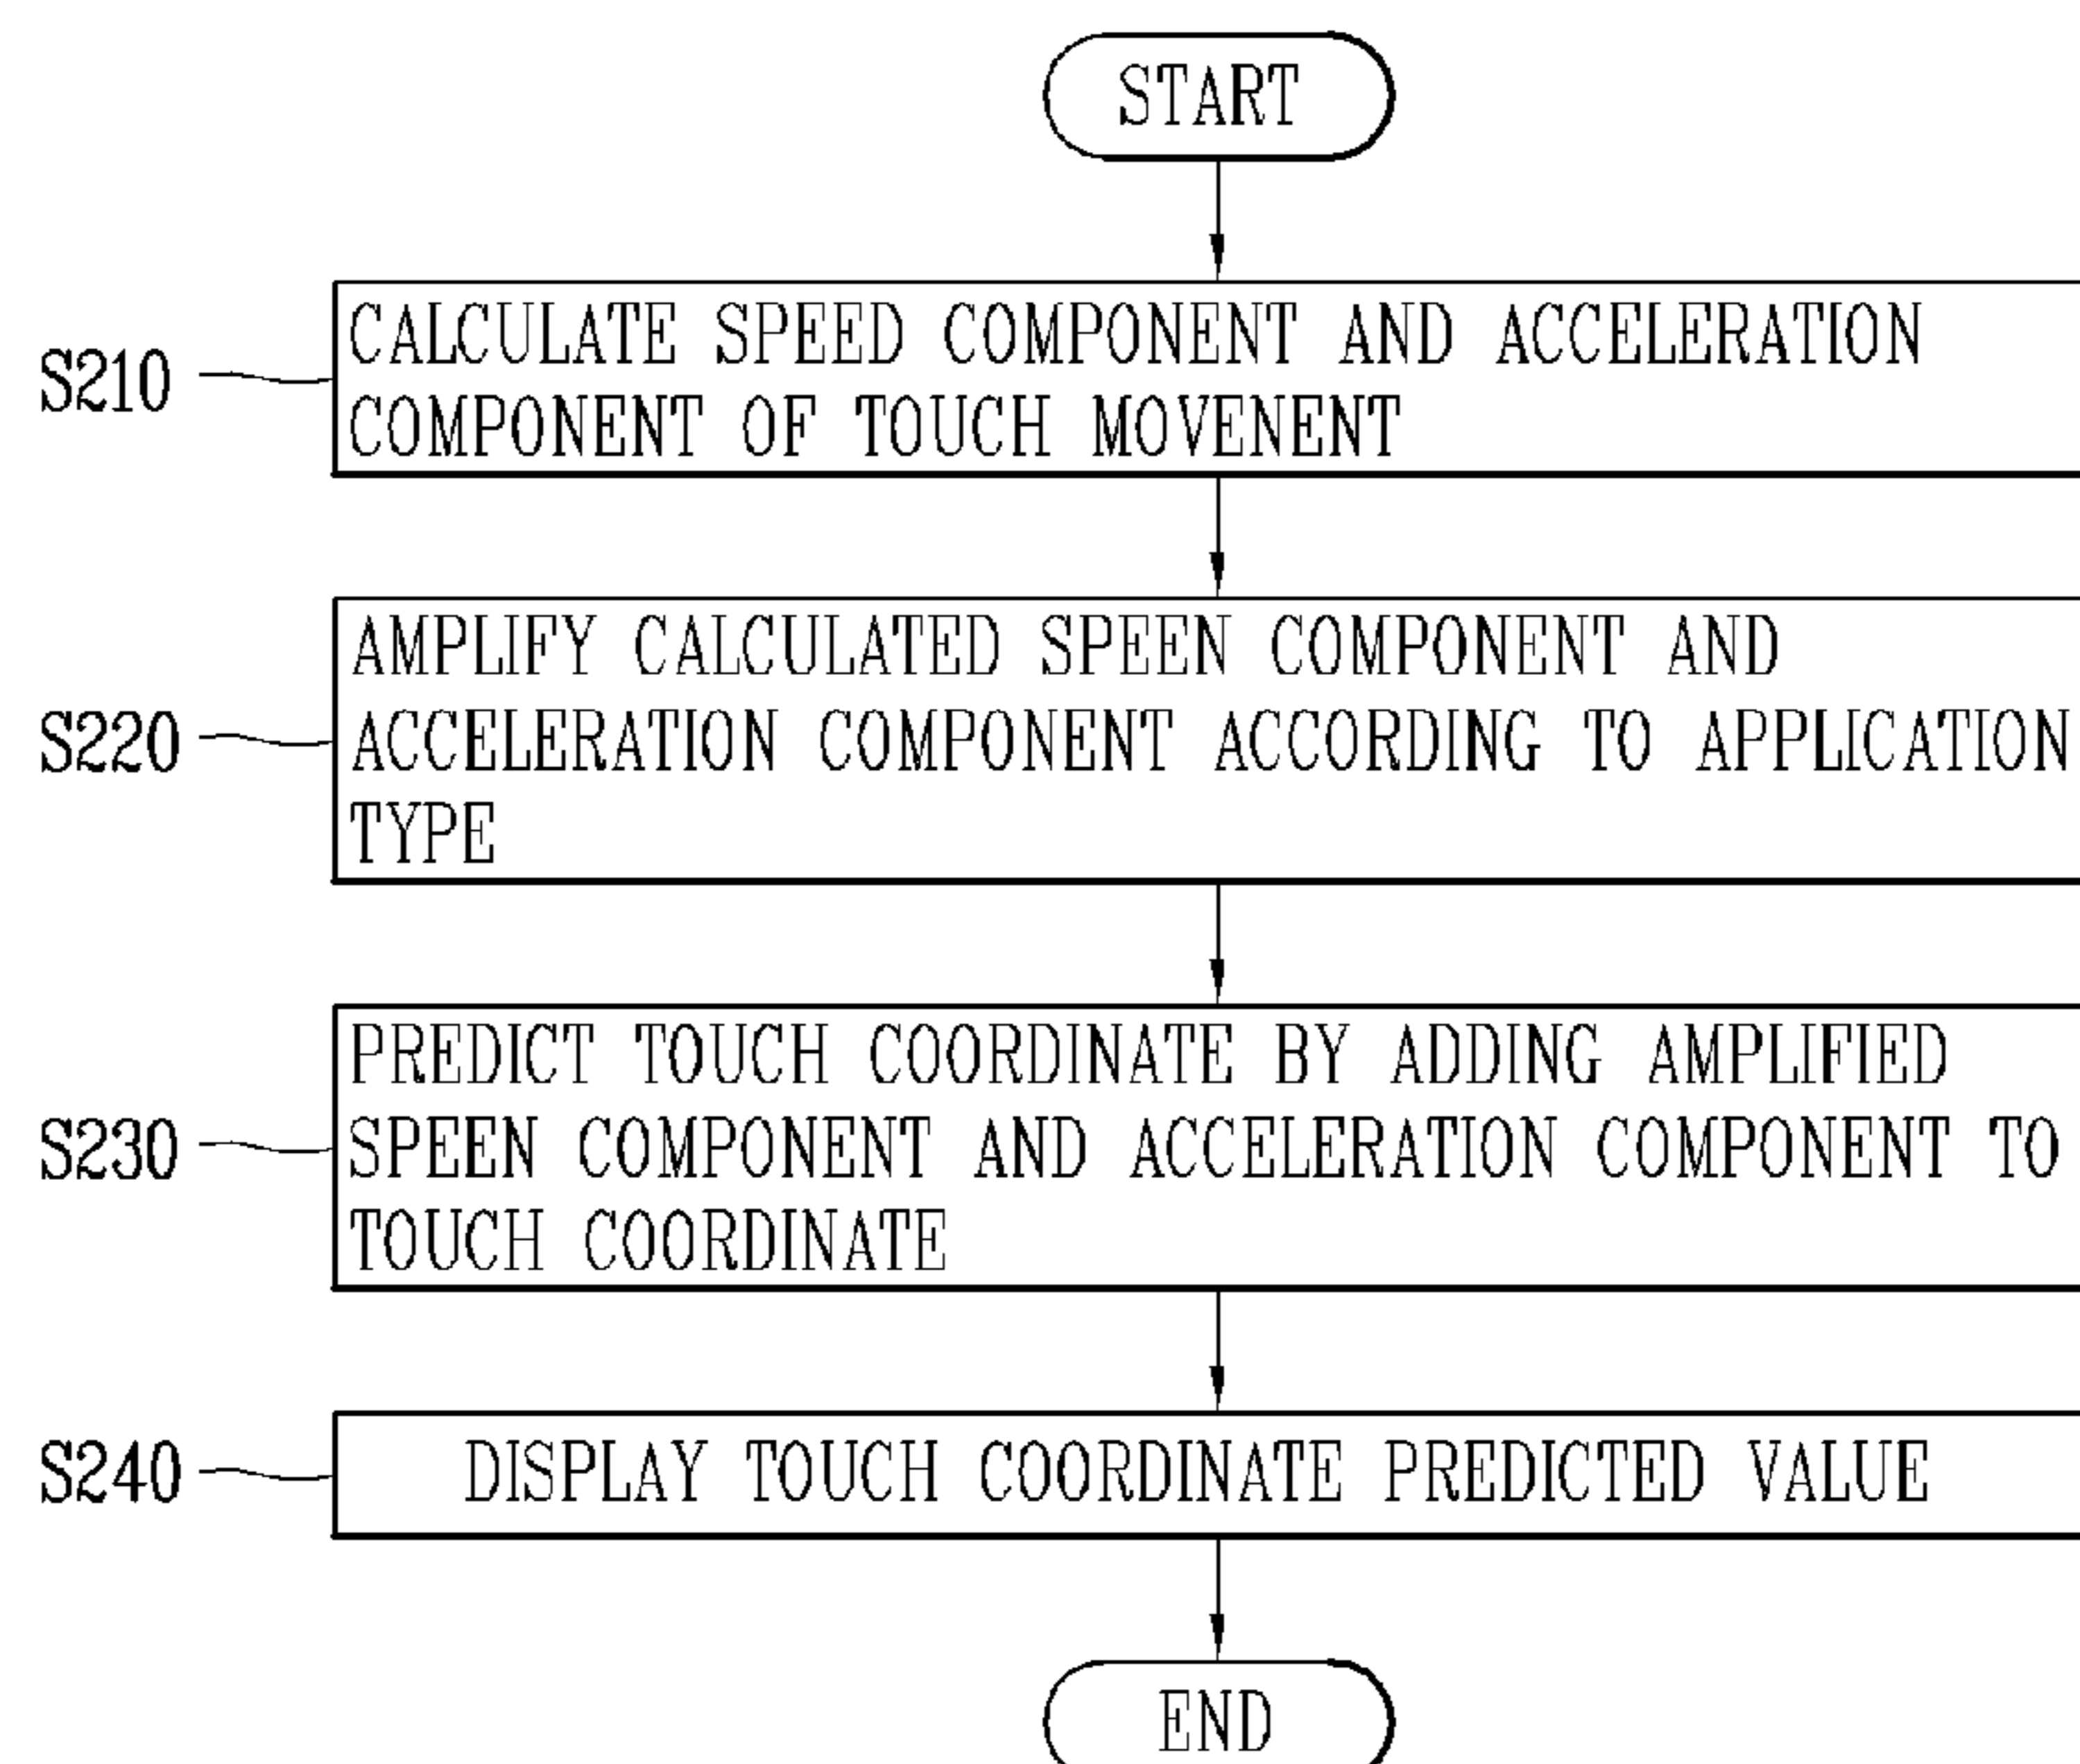 START
S210
CALCULATE SPEED COMPONENT AND ACCELERATION
COMPONENT OF TOUCH MOVENENT
S220
AMPLIFY CALCULATED SPEEN COMPONENT AND
ACCELERATION COMPONENT ACCORDING TO APPLICATION
TYPE
S230
PREDICT TOUCH COORDINATE BY ADDING AMPLIFIED
SPEEN COMPONENT AND ACCELERATION COMPONENT TO
TOUCH COORDINATE
S240
DISPLAY TOUCH COORDINATE PREDICTED VALUE
END